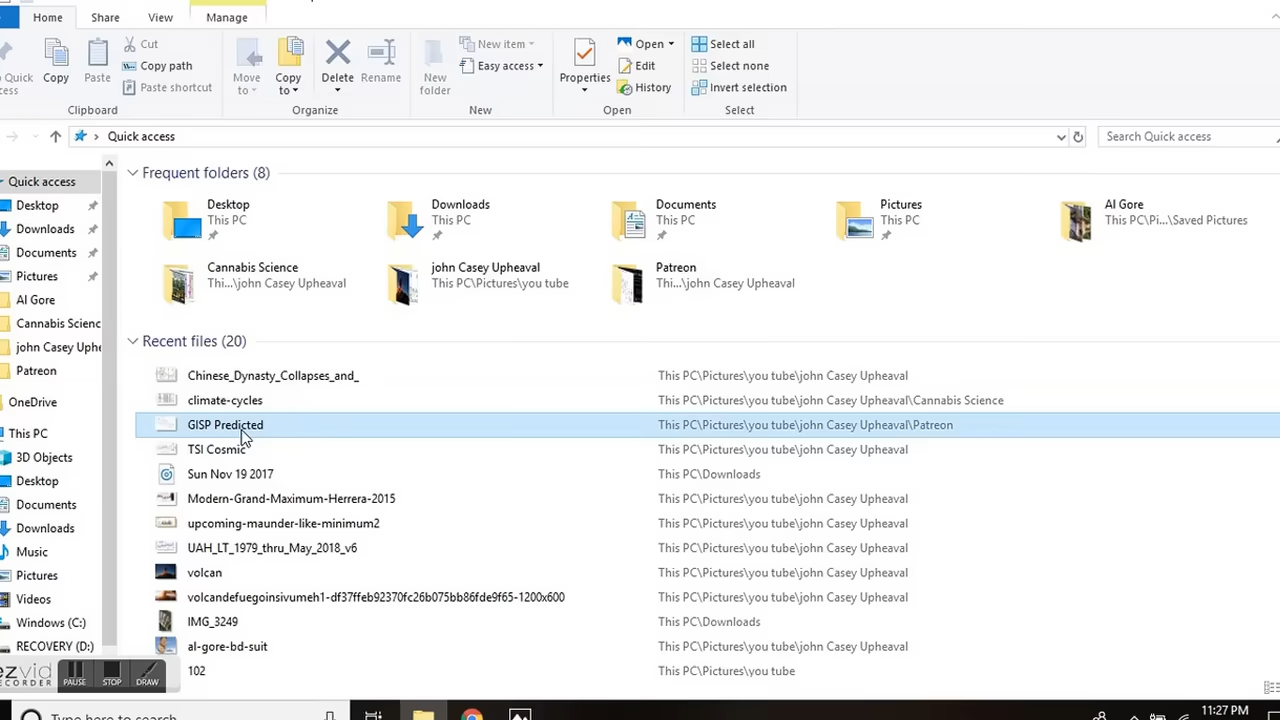 Home Share View Manage
Cut
Copy path
Paste shortcut
Copy Paste
Clipboard
Move to Copy to Delete Rename
Organize
New folder
New item
Easy access
New
Properties
Open
Edit
History
Open
Select all
Select none
Invert selection
Select
Quick access
Search Quick access
Quick access
Desktop
Downloads
Documents
Pictures
AI Gore
Cannabis Scienc
john Casey Uphe
Patreon
OneDrive
This PC
3D Objects
Desktop
Documents
Downloads
Music
Pictures
Videos
Windows (C:)
RECOVERY (D:)
Frequent folders (8)
Desktop
This PC
Downloads
This PC
Documents
This PC
Pictures
This PC
AI Gore
This PC\Pi...\Saved Pictures
Cannabis Science
Thi...\john Casey Upheaval
john Casey Upheaval
This PC\Pictures\you tube
Patreon
Thi...\john Casey Upheaval
Recent files (20)
Chinese_Dynasty_Collapses_and_ This PC\Pictures\you tube\john Casey Upheaval
climate-cycles This PC\Pictures\you tube\john Casey Upheaval\Cannabis Science
GISP Predicted This PC\Pictures\you tube\john Casey Upheaval\Patreon
TSI Cosmic This PC\Pictures\you tube\john Casey Upheaval
Sun Nov 19 2017 This PC\Downloads
Modern-Grand-Maximum-Herrera-2015 This PC\Pictures\you tube\john Casey Upheaval
upcoming-maunder-like-minimum2 This PC\Pictures\you tube\john Casey Upheaval
UAH_LT_1979_thru_May_2018_v6 This PC\Pictures\you tube\john Casey Upheaval
volcan This PC\Pictures\you tube\john Casey Upheaval
volcandefuegoinsivumeh1-df37ffeb92370fc26b075bb86fde9f65-1200x600 This PC\Pictures\you tube\john Casey Upheaval
IMG_3249 This PC\Downloads
al-gore-bd-suit This PC\Pictures\you tube\john Casey Upheaval
102 This PC\Pictures\you tube
ezvid
RECORDER
PAUSE STOP DRAW
Type here to search
11:27 PM